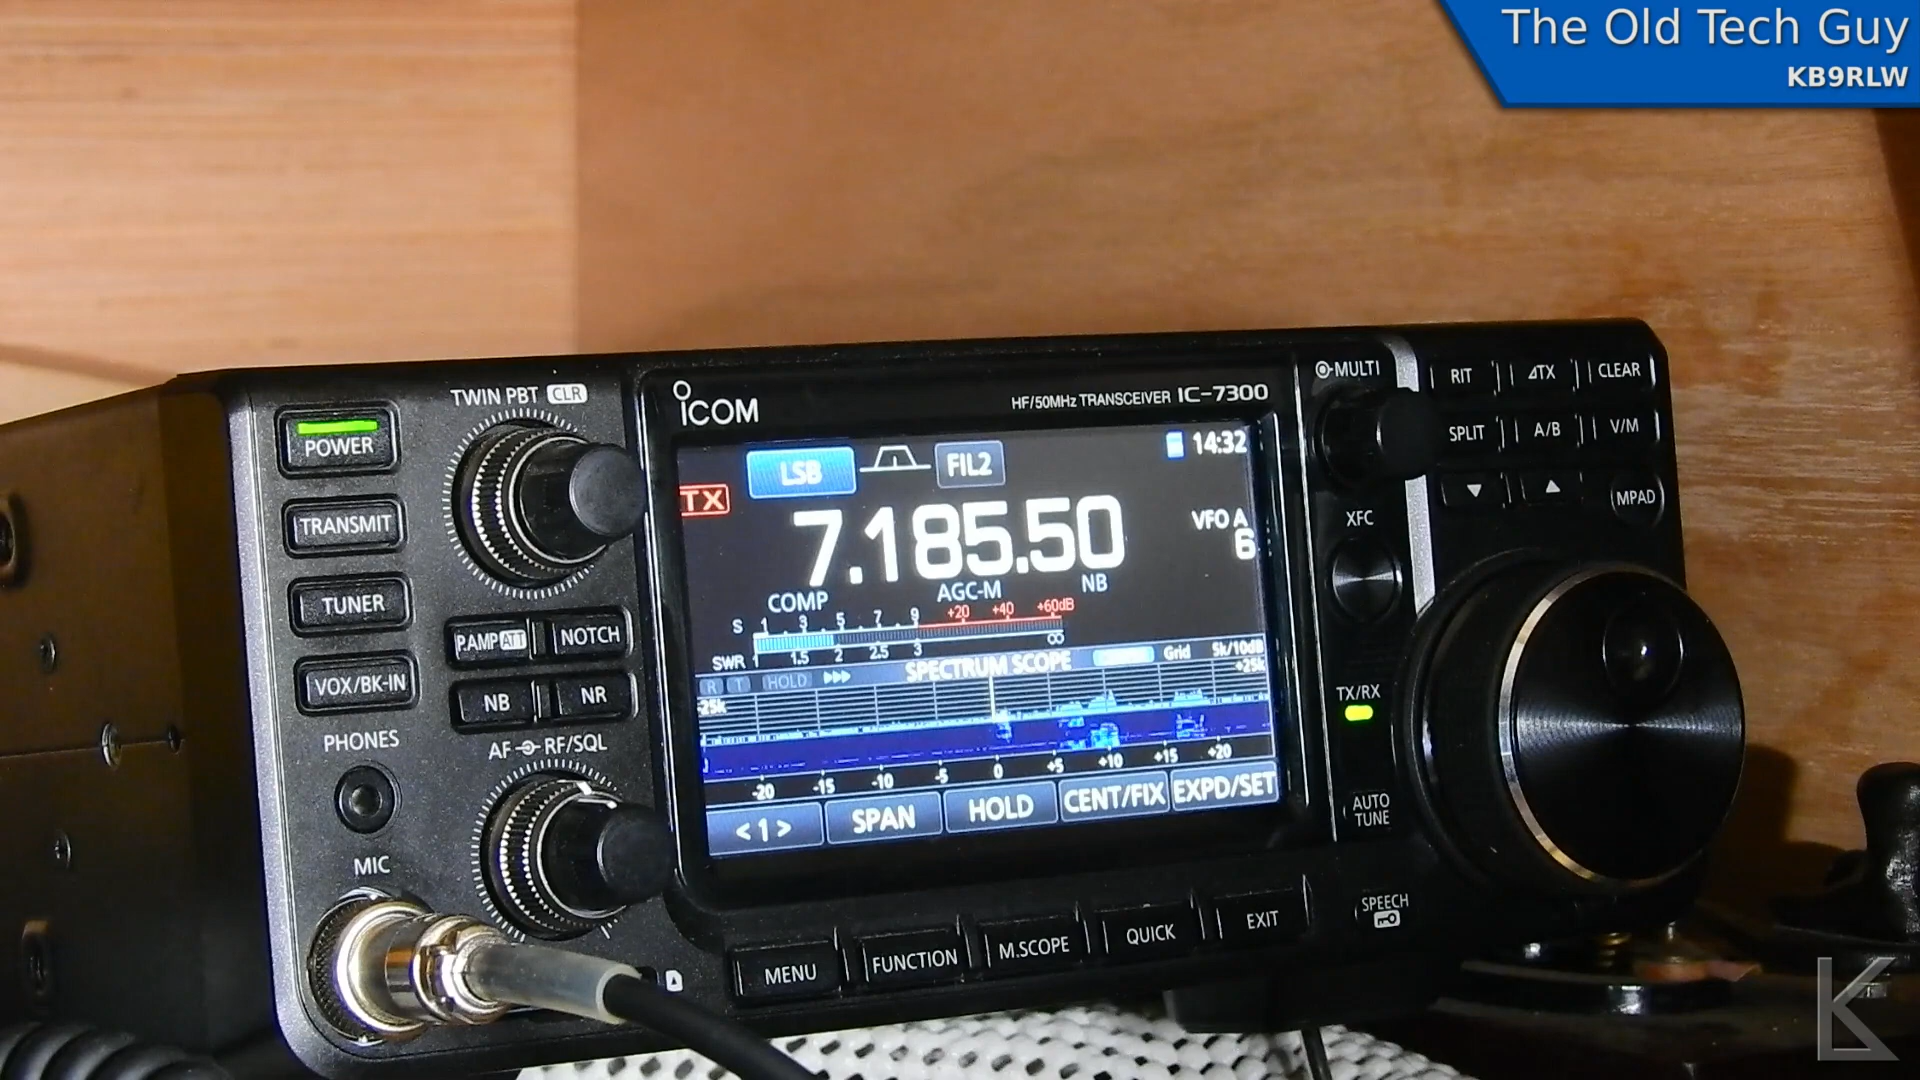 The Old Tech Guy
KB9RLW
TWIN PBT CLR
POWER
TRANSMIT
TUNER
VOX/BK-IN
P.AMP ATT
NOTCH
NB
NR
PHONES
AF RF/SQL
MIC
ICOM
HF/50MHz TRANSCEIVER IC-7300
LSB
FIL2
14:32
TX
7.185.50
VFO A
6
COMP
AGC-M
NB
S 1 3 5 7 9 +20 +40 +60dB
SWR 1 1.5 2 2.5 3 ∞
SPECTRUM SCOPE
Grid
5k/10dB
R T HOLD
-25k
+25k
-20 -15 -10 -5 0 +5 +10 +15 +20
<1>
SPAN
HOLD
CENT/FIX
EXPD/SET
MENU
FUNCTION
M.SCOPE
QUICK
EXIT
MULTI
RIT
⊿TX
CLEAR
SPLIT
A/B
V/M
▼
▲
MPAD
XFC
TX/RX
AUTO
TUNE
SPEECH
K